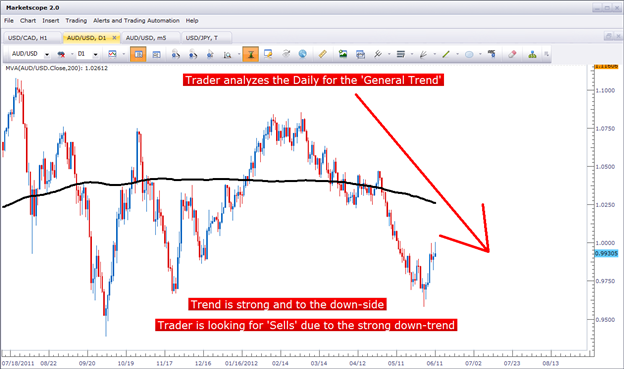 Marketscope 2.0
File Chart Insert Trading Alerts and Trading Automation Help
USD/CAD, H1 AUD/USD, D1 AUD/USD, m5 USD/JPY, T
AUD/USD D1
MVA(AUD/USD.Close,200): 1.02612
Trader analyzes the Daily for the 'General Trend'
1.11606
1.1000
1.0750
1.0500
1.0250
1.0000
0.99305
0.9750
0.9500
Trend is strong and to the down-side
Trader is looking for 'Sells' due to the strong down-trend
07/18/2011 08/22 09/20 10/19 11/17 12/16 01/16/2012 02/14 03/14 04/12 05/11 06/11 07/05 07/23 08/13